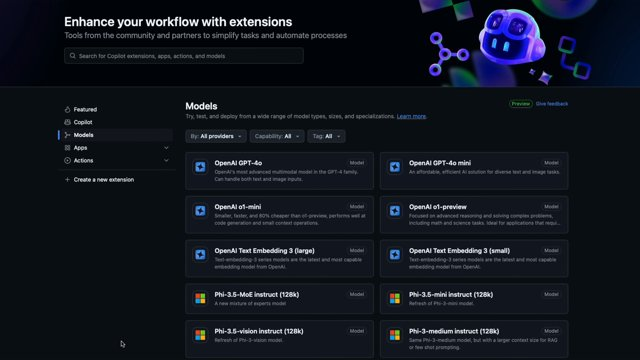 Enhance your workflow with extensions
Tools from the community and partners to simplify tasks and automate processes
Search for Copilot extensions, apps, actions, and models
Featured
Copilot
Models
Apps
Actions
Create a new extension
Models
Preview Give feedback
Try, test, and deploy from a wide range of model types, sizes, and specializations. Learn more.
By: All providers
Capability: All
Tag: All
OpenAI GPT-4o
Model
OpenAI's most advanced multimodal model in the GPT-4 family.
Can handle both text and image inputs.
OpenAI GPT-4o mini
Model
An affordable, efficient AI solution for diverse text and image tasks.
OpenAI o1-mini
Model
Smaller, faster, and 80% cheaper than o1-preview, performs well at
code generation and small context operations.
OpenAI o1-preview
Model
Focused on advanced reasoning and solving complex problems,
including math and science tasks. Ideal for applications that requi...
OpenAI Text Embedding 3 (large)
Model
Text-embedding-3 series models are the latest and most capable
embedding model from OpenAI.
OpenAI Text Embedding 3 (small)
Model
Text-embedding-3 series models are the latest and most capable
embedding model from OpenAI.
Phi-3.5-MoE instruct (128k)
Model
A new mixture of experts model
Phi-3.5-mini instruct (128k)
Model
Refresh of Phi-3-mini model.
Phi-3.5-vision instruct (128k)
Model
Refresh of Phi-3-vision model.
Phi-3-medium instruct (128k)
Model
Same Phi-3-medium model, but with a larger context size for RAG
or few shot prompting.